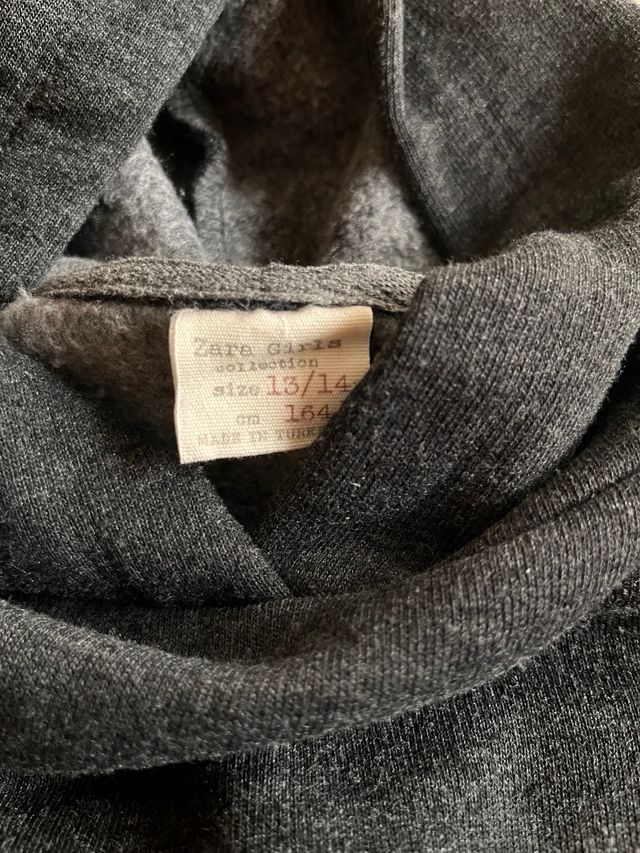 Zara Girls
collection
size 13/14
cm 164
MADE IN